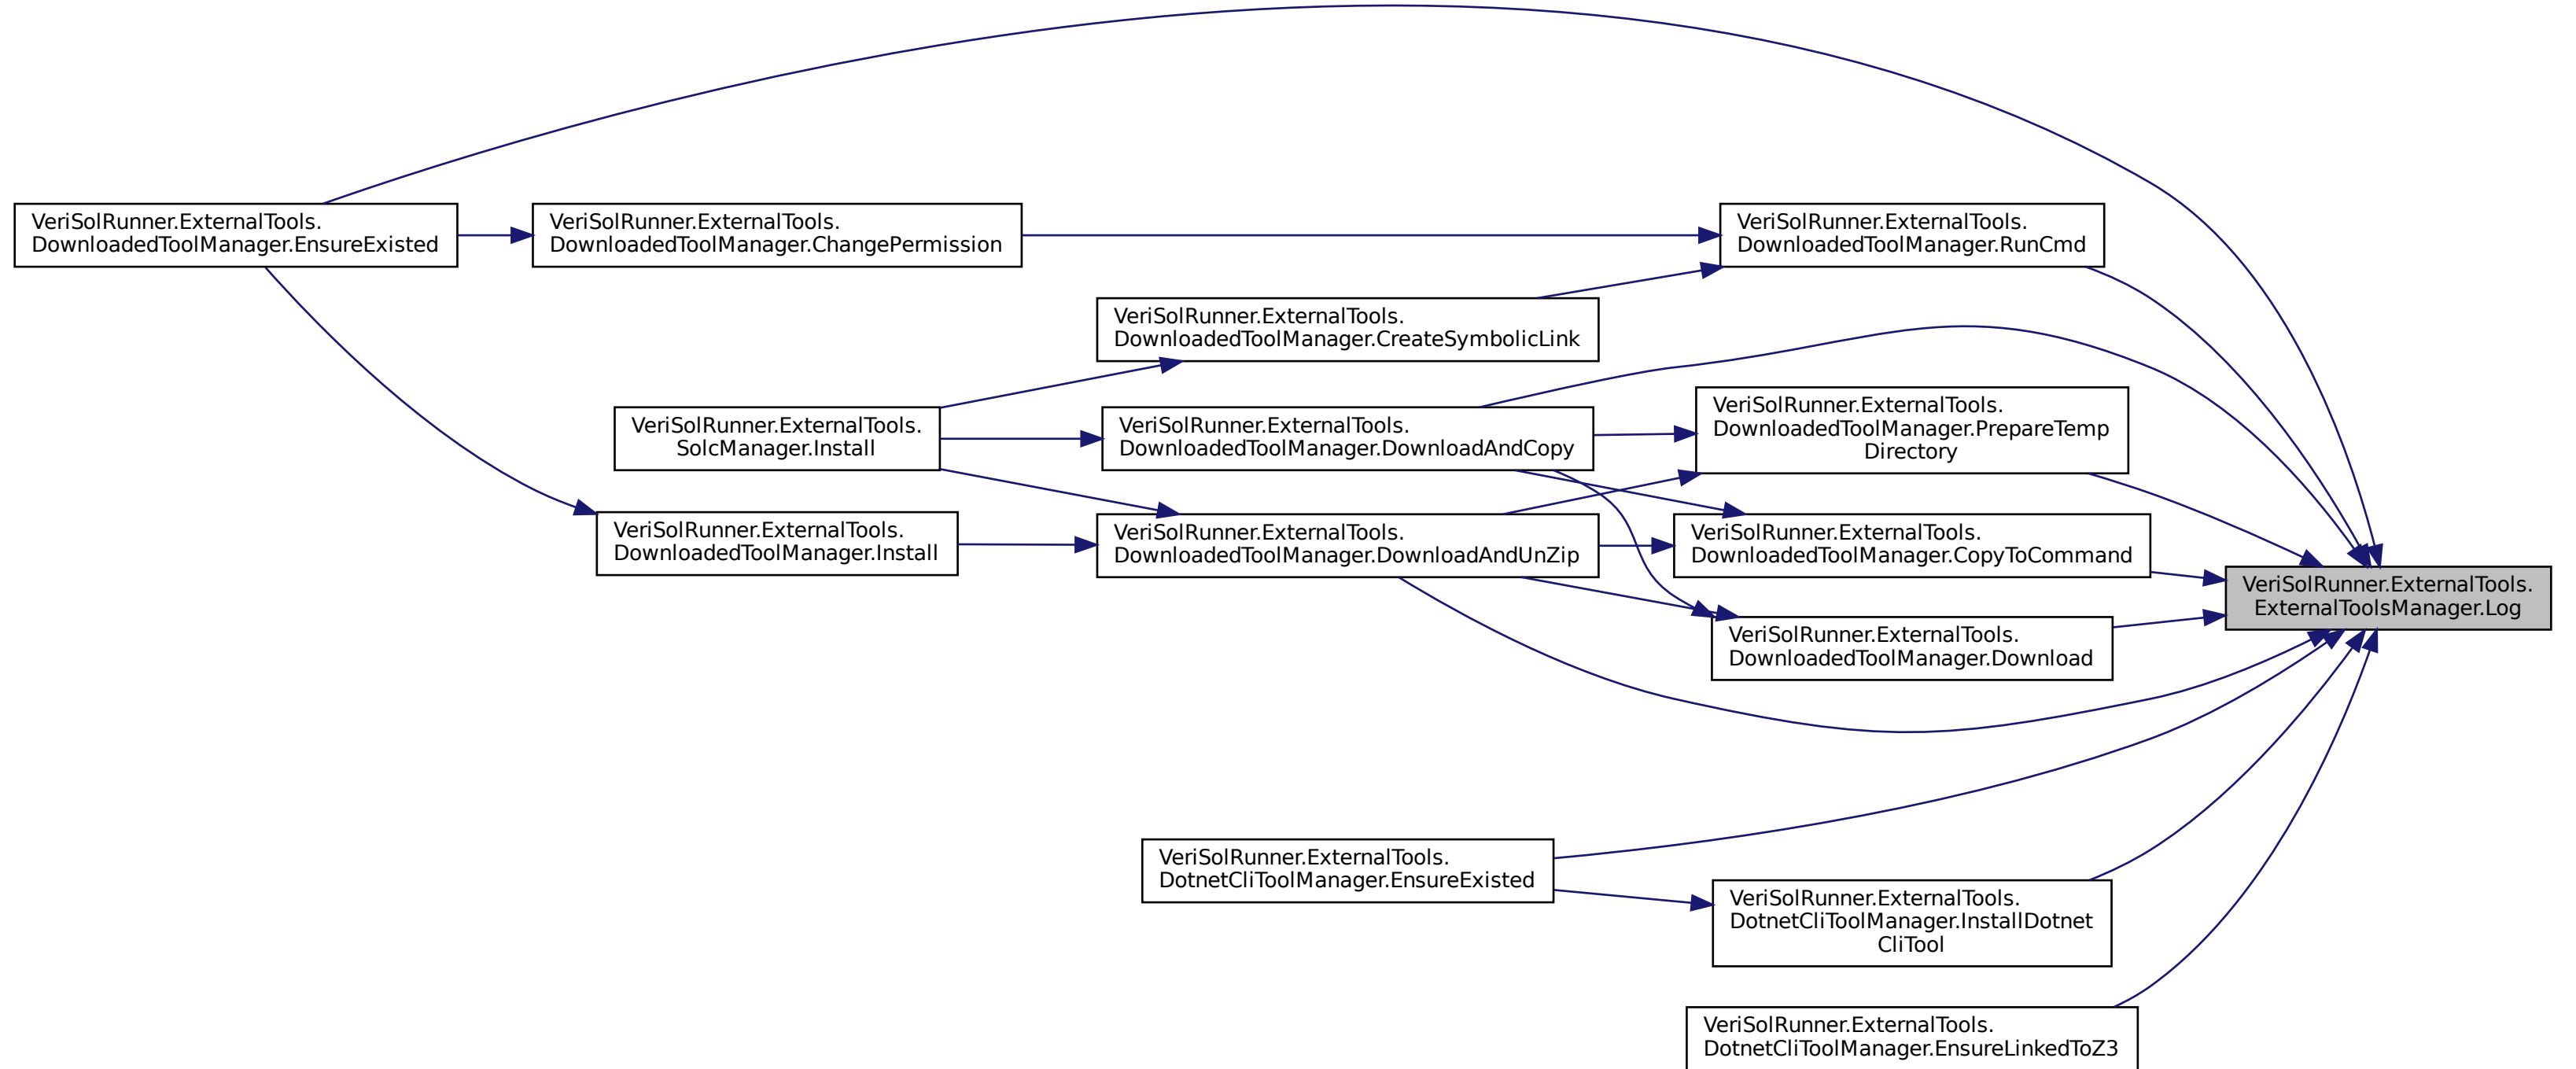 VeriSolRunner.ExternalTools.
DownloadedToolManager.EnsureExisted
VeriSolRunner.ExternalTools.
DownloadedToolManager.ChangePermission
VeriSolRunner.ExternalTools.
DownloadedToolManager.RunCmd
VeriSolRunner.ExternalTools.
DownloadedToolManager.CreateSymbolicLink
VeriSolRunner.ExternalTools.
SolcManager.Install
VeriSolRunner.ExternalTools.
DownloadedToolManager.DownloadAndCopy
VeriSolRunner.ExternalTools.
DownloadedToolManager.PrepareTemp
Directory
VeriSolRunner.ExternalTools.
DownloadedToolManager.Install
VeriSolRunner.ExternalTools.
DownloadedToolManager.DownloadAndUnZip
VeriSolRunner.ExternalTools.
DownloadedToolManager.CopyToCommand
VeriSolRunner.ExternalTools.
ExternalToolsManager.Log
VeriSolRunner.ExternalTools.
DownloadedToolManager.Download
VeriSolRunner.ExternalTools.
DotnetCliToolManager.EnsureExisted
VeriSolRunner.ExternalTools.
DotnetCliToolManager.InstallDotnet
CliTool
VeriSolRunner.ExternalTools.
DotnetCliToolManager.EnsureLinkedToZ3